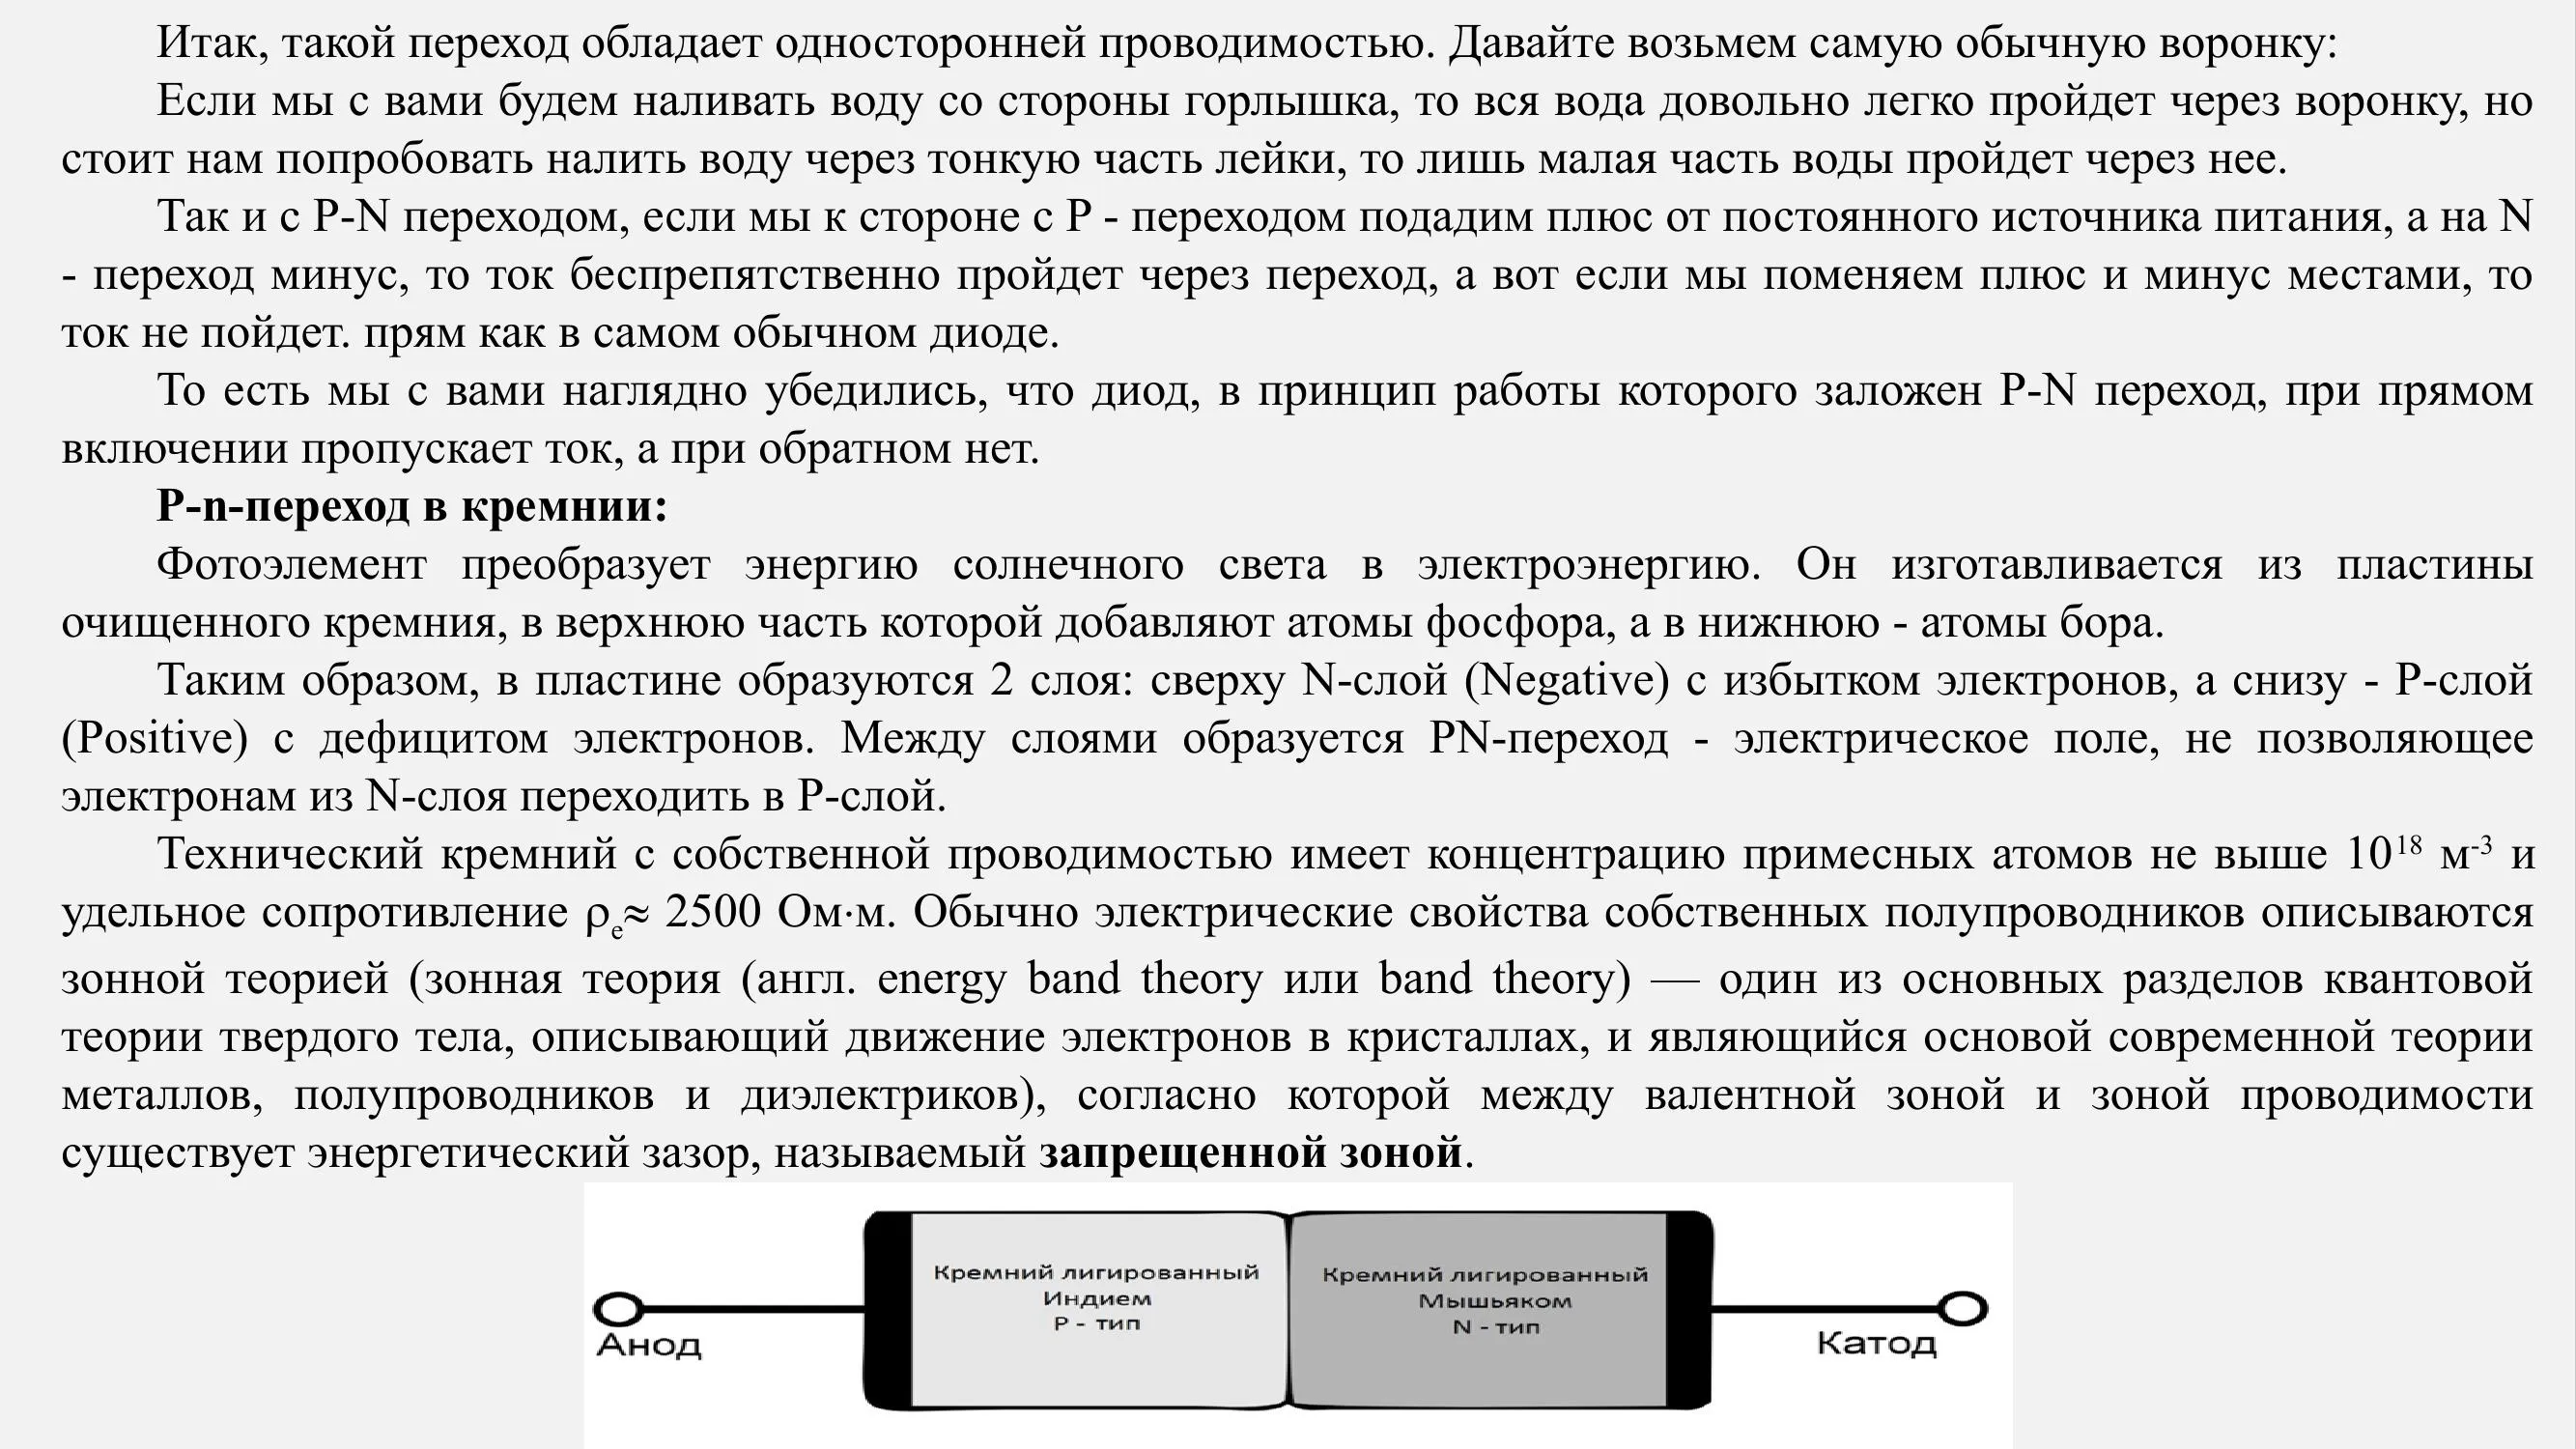 Итак, такой переход обладает односторонней проводимостью. Давайте возьмем самую обычную воронку:
Если мы с вами будем наливать воду со стороны горлышка, то вся вода довольно легко пройдет через воронку, но
стоит нам попробовать налить воду через тонкую часть лейки, то лишь малая часть воды пройдет через нее.
Так и с P-N переходом, если мы к стороне с P - переходом подадим плюс от постоянного источника питания, а на N
- переход минус, то ток беспрепятственно пройдет через переход, а вот если мы поменяем плюс и минус местами, то
ток не пойдет. прям как в самом обычном диоде.
То есть мы с вами наглядно убедились, что диод, в принцип работы которого заложен P-N переход, при прямом
включении пропускает ток, а при обратном нет.
P-n-переход в кремнии:
Фотоэлемент преобразует энергию солнечного света в электроэнергию. Он изготавливается из пластины
очищенного кремния, в верхнюю часть которой добавляют атомы фосфора, а в нижнюю - атомы бора.
Таким образом, в пластине образуются 2 слоя: сверху N-слой (Negative) с избытком электронов, а снизу - P-слой
(Positive) с дефицитом электронов. Между слоями образуется PN-переход - электрическое поле, не позволяющее
электронам из N-слоя переходить в P-слой.
Технический кремний с собственной проводимостью имеет концентрацию примесных атомов не выше 10¹⁸ м⁻³ и
удельное сопротивление ρₑ≈ 2500 Ом·м. Обычно электрические свойства собственных полупроводников описываются
зонной теорией (зонная теория (англ. energy band theory или band theory) — один из основных разделов квантовой
теории твердого тела, описывающий движение электронов в кристаллах, и являющийся основой современной теории
металлов, полупроводников и диэлектриков), согласно которой между валентной зоной и зоной проводимости
существует энергетический зазор, называемый запрещенной зоной.
Кремний лигированный
Индием
P - тип
Кремний лигированный
Мышьяком
N - тип
Анод
Катод